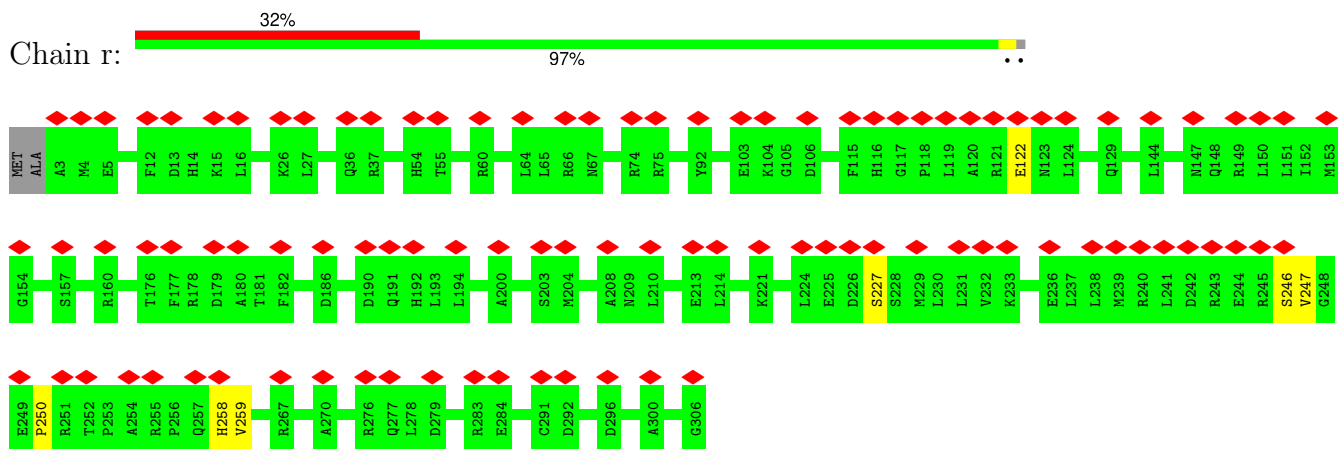 32%
Chain r:
97%
..
MET ALA A3 M4 E5 F12 D13 H14 K15 L16 K26 L27 Q36 R37 H54 T55 R60 L64 L65 R66 N67 R74 R75 Y92 E103 K104 G105 D106 F115 H116 G117 P118 L119 A120 R121 E122 N123 L124 Q129 L144 N147 Q148 R149 L150 L151 I152 M153
G154 S157 R160 T176 F177 R178 D179 A180 T181 F182 D186 D190 Q191 H192 L193 L194 A200 S203 M204 A208 N209 L210 E213 L214 K221 L224 E225 D226 S227 S228 M229 L230 L231 V232 K233 E236 L237 L238 M239 R240 L241 D242 R243 E244 R245 S246 V247 G248
E249 P250 R251 T252 P253 A254 R255 P256 Q257 H258 V259 R267 A270 R276 Q277 L278 D279 R283 E284 C291 D292 D296 A300 G306